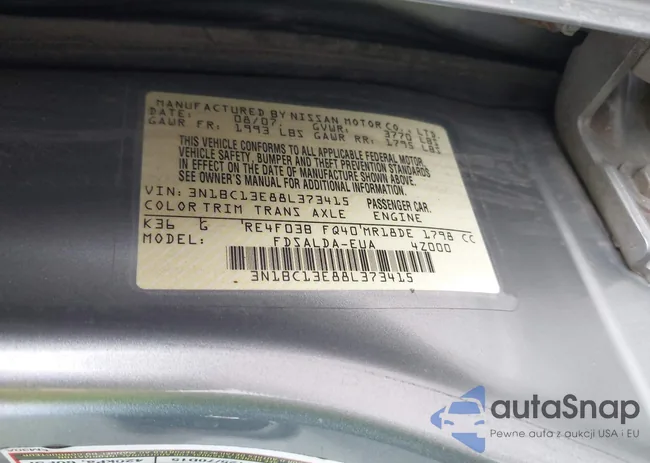 MANUFACTURED BY NISSAN MOTOR CO., LTD.
DATE: 08/07 GVWR: 3770 LBS
GAWR FR: 1993 LBS GAWR RR: 1795 LBS
THIS VEHICLE CONFORMS TO ALL APPLICABLE FEDERAL MOTOR
VEHICLE SAFETY, BUMPER AND THEFT PREVENTION STANDARDS
IN EFFECT ON THE DATE OF MANUFACTURE SHOWN ABOVE.
SEE OWNER'S MANUAL FOR ADDITIONAL INFORMATION.
VIN: 3N1BC13E88L373415 PASSENGER CAR.
COLOR TRIM TRANS AXLE ENGINE
K36 G RE4F03B FQ40 MR18DE 1798 CC
MODEL: FDSALDA-EUA 4Z000
3N1BC13E88L373415
autaSnap
Pewne auta z aukcji USA i EU